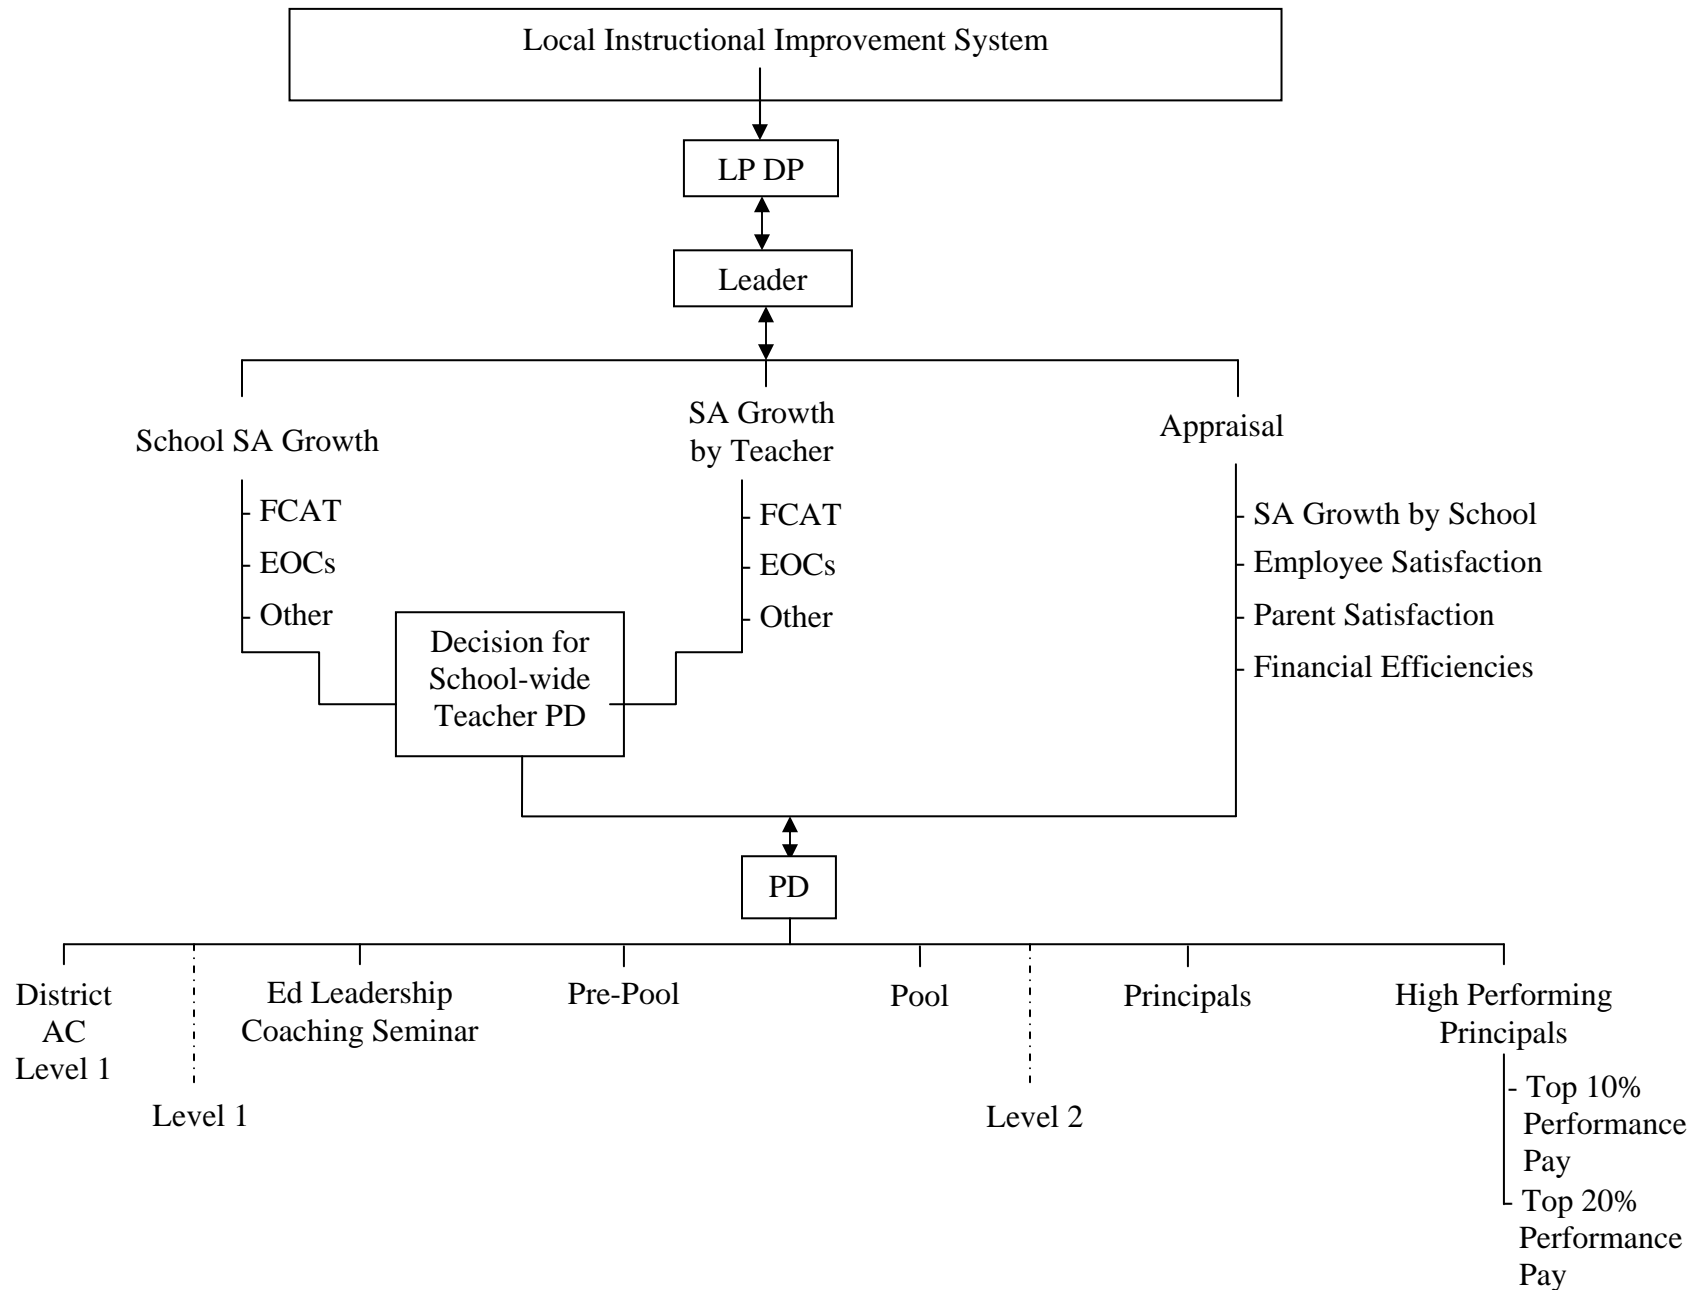 Local Instructional Improvement System
LP DP
Leader
School SA Growth
- FCAT
- EOCs
- Other
SA Growth
by Teacher
- FCAT
- EOCs
- Other
Appraisal
- SA Growth by School
- Employee Satisfaction
- Parent Satisfaction
- Financial Efficiencies
Decision for
School-wide
Teacher PD
PD
District
AC
Level 1
Level 1
Ed Leadership
Coaching Seminar
Pre-Pool
Pool
Level 2
Principals
High Performing
Principals
- Top 10%
Performance
Pay
- Top 20%
Performance
Pay